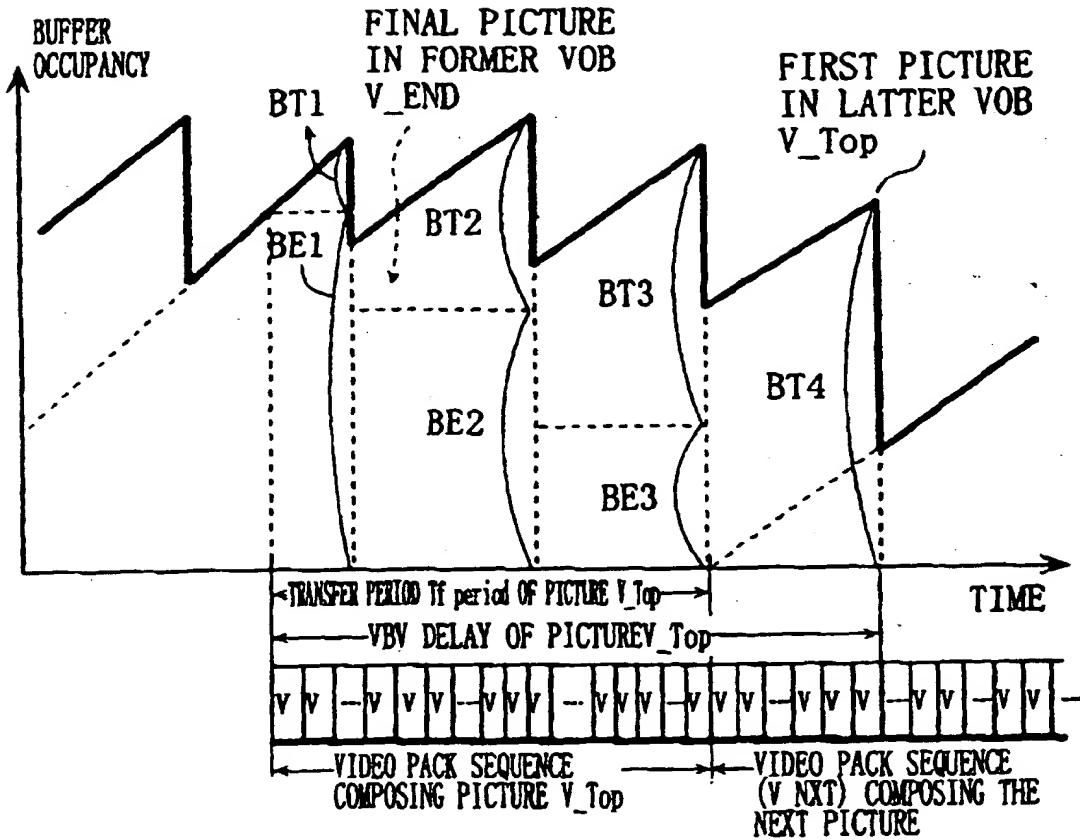 BUFFER
OCCUPANCY
FINAL PICTURE
IN FORMER VOB
V_END
FIRST PICTURE
IN LATTER VOB
V_Top
BT1
BE1
BT2
BE2
BT3
BE3
BT4
TRANSFER PERIOD Tf period OF PICTURE V_Top
TIME
VBV DELAY OF PICTUREV_Top
V V --- V V V --- V V V --- V V V V V V --- V V V --- V V --- V V ---
VIDEO PACK SEQUENCE
COMPOSING PICTURE V_Top
VIDEO PACK SEQUENCE
(V NXT) COMPOSING THE
NEXT PICTURE